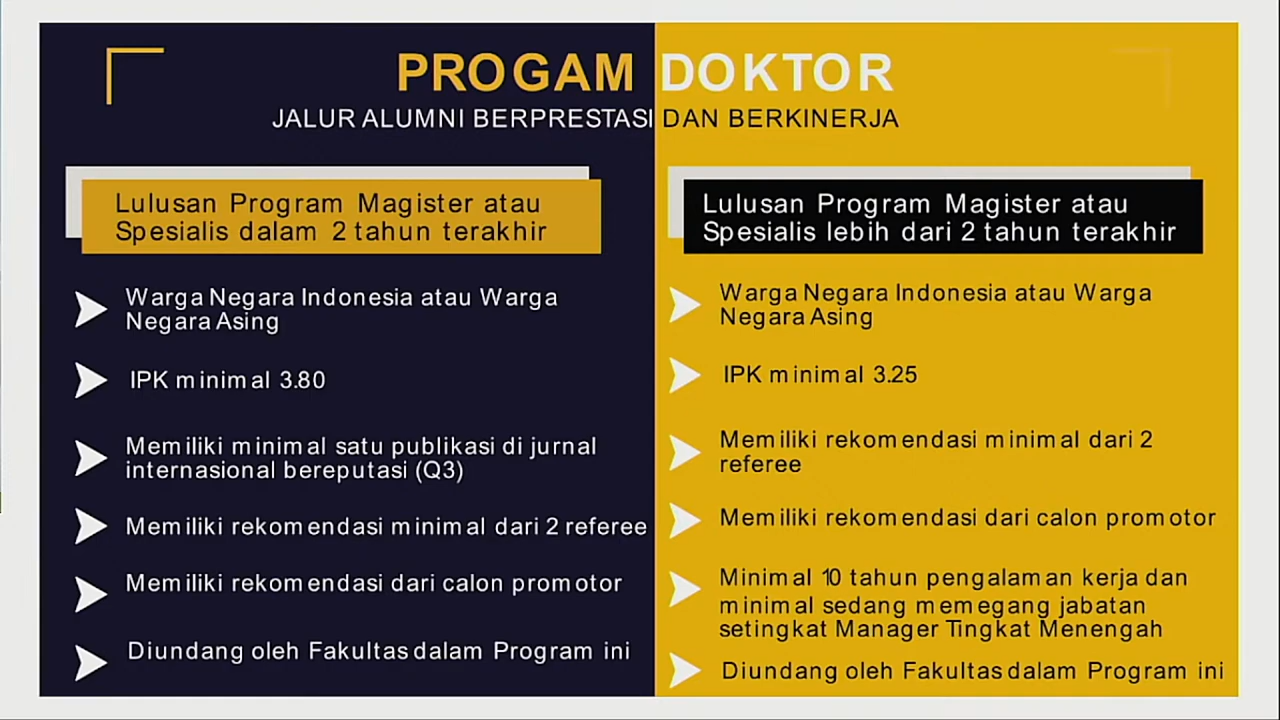 PROGAM DOKTOR
JALUR ALUMNI BERPRESTASI DAN BERKINERJA
Lulusan Program Magister atau
Spesialis dalam 2 tahun terakhir
Warga Negara Indonesia atau Warga
Negara Asing
IPK minimal 3.80
Memiliki minimal satu publikasi di jurnal
internasional bereputasi (Q3)
Memiliki rekomendasi minimal dari 2 referee
Memiliki rekomendasi dari calon promotor
Diundang oleh Fakultas dalam Program ini
Lulusan Program Magister atau
Spesialis lebih dari 2 tahun terakhir
Warga Negara Indonesia atau Warga
Negara Asing
IPK minimal 3.25
Memiliki rekomendasi minimal dari 2
referee
Memiliki rekomendasi dari calon promotor
Minimal 10 tahun pengalaman kerja dan
minimal sedang memegang jabatan
setingkat Manager Tingkat Menengah
Diundang oleh Fakultas dalam Program ini